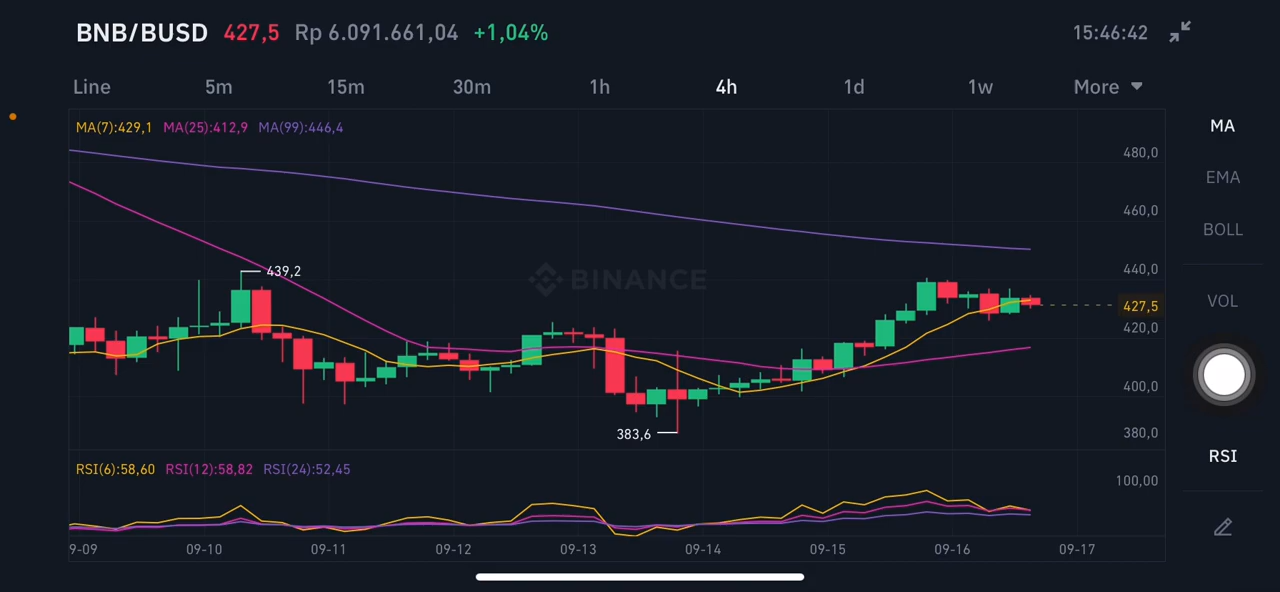 BNB/BUSD 427,5 Rp 6.091.661,04 +1,04% 15:46:42
Line 5m 15m 30m 1h 4h 1d 1w More
MA(7):429,1 MA(25):412,9 MA(99):446,4
MA
480,0
EMA
460,0
BOLL
439,2
440,0
BINANCE
VOL
427,5
420,0
400,0
383,6
380,0
RSI
RSI(6):58,60 RSI(12):58,82 RSI(24):52,45
100,00
9-09 09-10 09-11 09-12 09-13 09-14 09-15 09-16 09-17